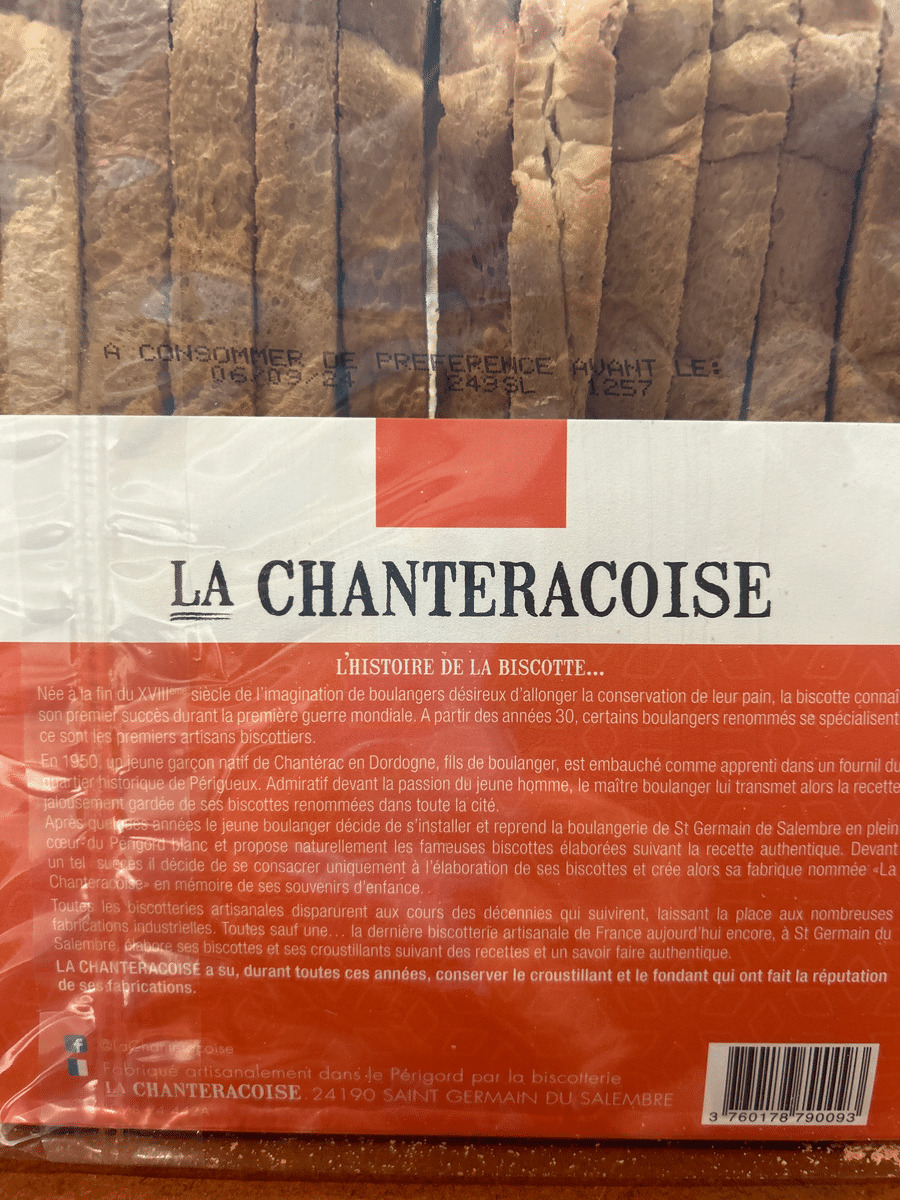 A CONSOMMER DE PREFERENCE AVANT LE:
06/09/24 249SL 1257
LA CHANTERACOISE
L'HISTOIRE DE LA BISCOTTE...
Née à la fin du XVIIIème siècle de l'imagination de boulangers désireux d'allonger la conservation de leur pain, la biscotte connaî
son premier succès durant la première guerre mondiale. A partir des années 30, certains boulangers renommés se spécialisent
ce sont les premiers artisans biscottiers.
En 1950, un jeune garçon natif de Chantérac en Dordogne, fils de boulanger, est embauché comme apprenti dans un fournil du
quartier historique de Périgueux. Admiratif devant la passion du jeune homme, le maître boulanger lui transmet alors la recette
jalousement gardée de ses biscottes renommées dans toute la cité.
Après quelques années le jeune boulanger décide de s'installer et reprend la boulangerie de St Germain de Salembre en plein
cœur du Périgord blanc et propose naturellement les fameuses biscottes élaborées suivant la recette authentique. Devant
un tel succès il décide de se consacrer uniquement à l'élaboration de ses biscottes et crée alors sa fabrique nommée «La
Chanteracoise» en mémoire de ses souvenirs d'enfance.
Toutes les biscotteries artisanales disparurent au cours des décennies qui suivirent, laissant la place aux nombreuses
fabrications industrielles. Toutes sauf une... la dernière biscotterie artisanale de France aujourd'hui encore, à St Germain du
Salembre, élabore ses biscottes et ses croustillants suivant des recettes et un savoir faire authentique.
LA CHANTERACOISE a su, durant toutes ces années, conserver le croustillant et le fondant qui ont fait la réputation
de ses fabrications.
@LaChanteracoise
Fabriqué artisanalement dans le Périgord par la biscotterie
LA CHANTERACOISE. 24190 SAINT GERMAIN DU SALEMBRE
3 760178 790093